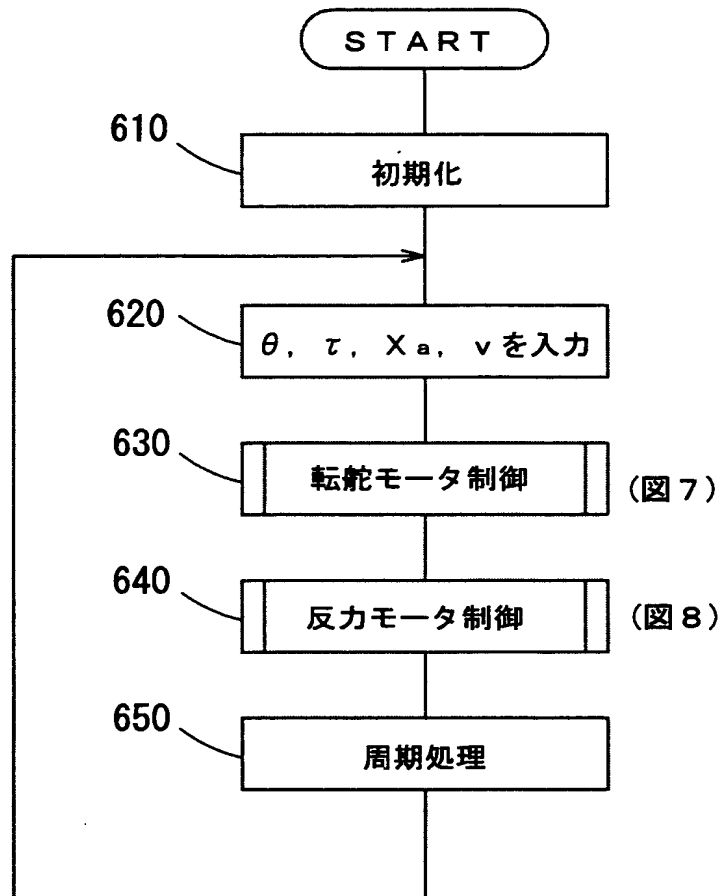 START
610
初期化
620
θ, τ, Xa, vを入力
630
転舵モータ制御
(図7)
640
反力モータ制御
(図8)
650
周期処理